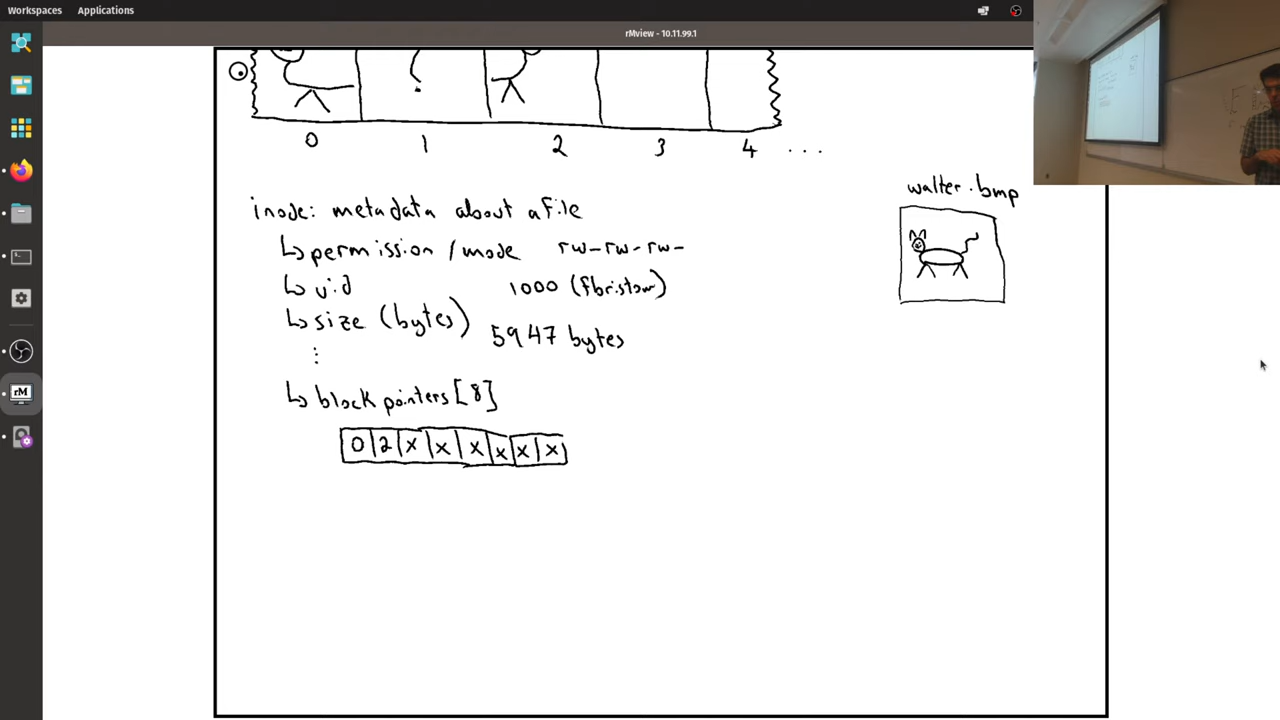 Workspaces Applications
rMview - 10.11.99.1
?
0 1 2 3 4 ...
walter.bmp
inode: metadata about a file
↳ permission / mode rw-rw-rw-
↳ uid 1000 (fbristow)
↳ size (bytes) 5947 bytes
⋮
↳ block pointers [8]
0 2 x x x x x x
rM